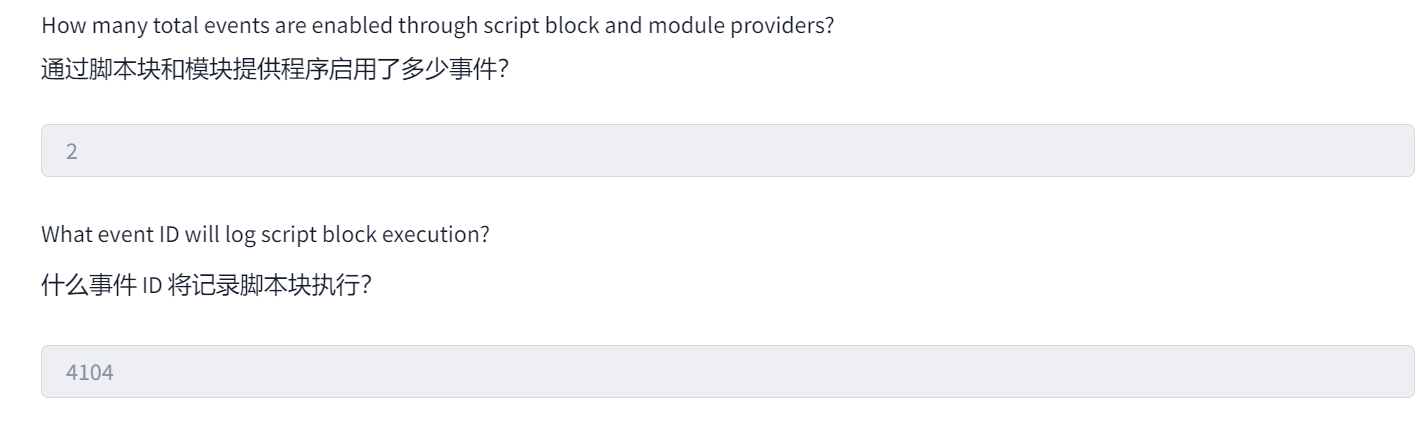 How many total events are enabled through script block and module providers?
通过脚本块和模块提供程序启用了多少事件？
2
What event ID will log script block execution?
什么事件 ID 将记录脚本块执行？
4104